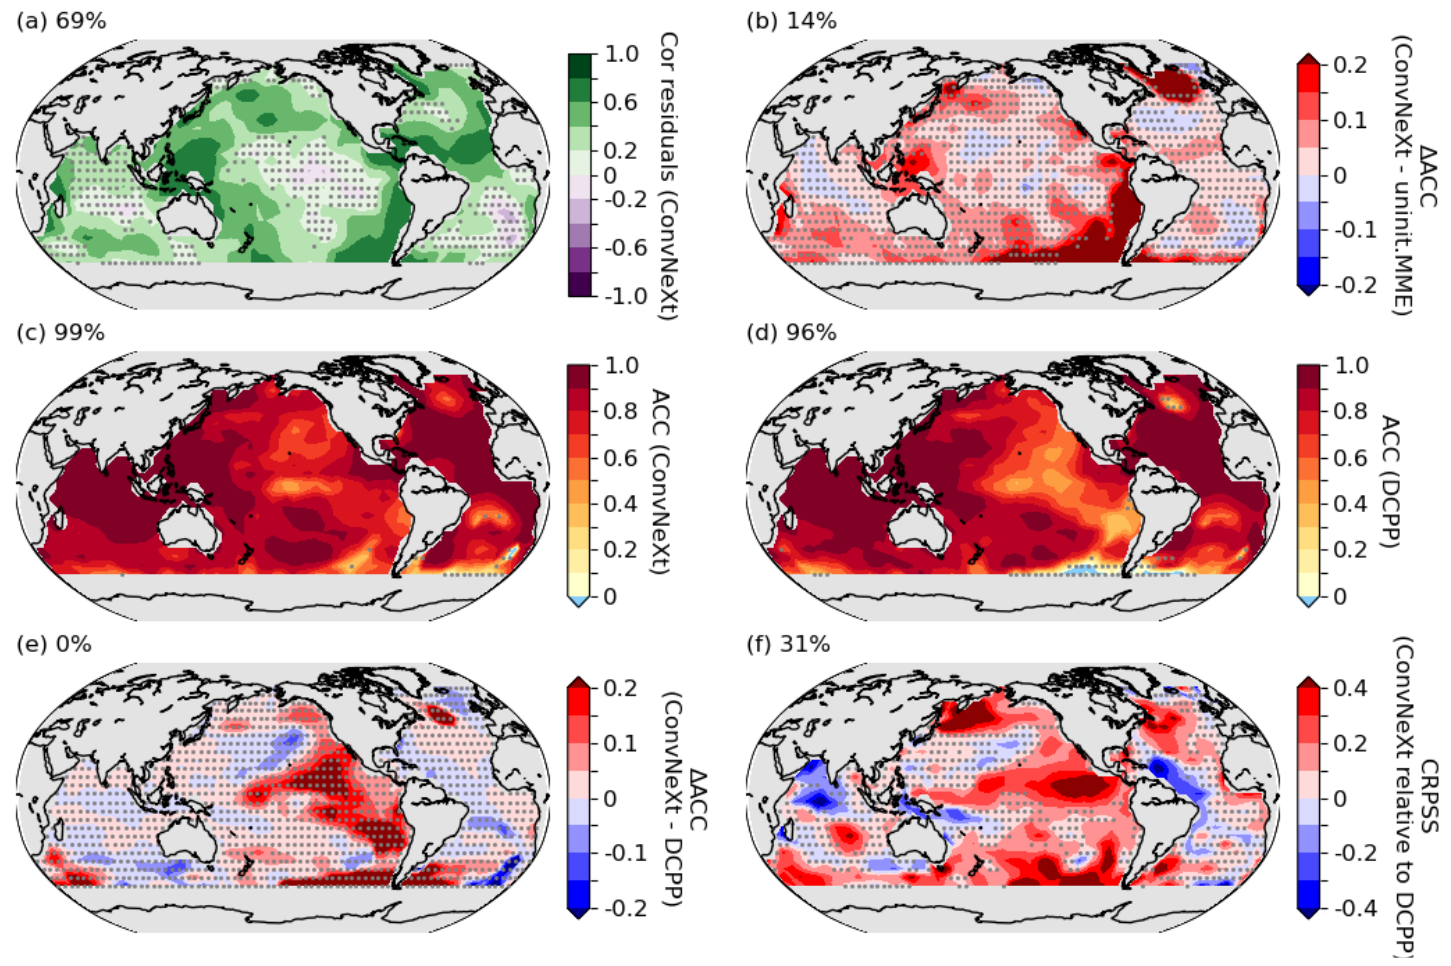 (a) 69%
1.0
0.6
0.2
0
-0.2
-0.6
-1.0
Cor residuals (ConvNeXt)
(b) 14%
0.2
0.1
0
-0.1
-0.2
ΔACC
(ConvNeXt - uninit.MME)
(c) 99%
1.0
0.8
0.6
0.4
0.2
0
ACC (ConvNeXt)
(d) 96%
1.0
0.8
0.6
0.4
0.2
0
ACC (DCPP)
(e) 0%
0.2
0.1
0
-0.1
-0.2
ΔACC
(ConvNeXt - DCPP)
(f) 31%
0.4
0.2
0
-0.2
-0.4
CRPSS
(ConvNeXt relative to DCPP)